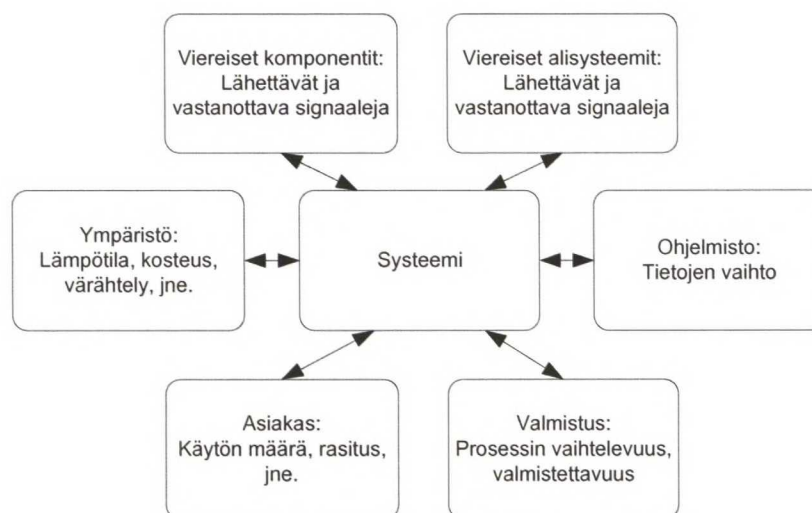 Viereiset komponentit:
Lähettävät ja
vastanottava signaaleja
Viereiset alisysteemit:
Lähettävät ja
vastanottava signaaleja
Ympäristö:
Lämpötila, kosteus,
värähtely, jne.
Systeemi
Ohjelmisto:
Tietojen vaihto
Asiakas:
Käytön määrä, rasitus,
jne.
Valmistus:
Prosessin vaihtelevuus,
valmistettavuus